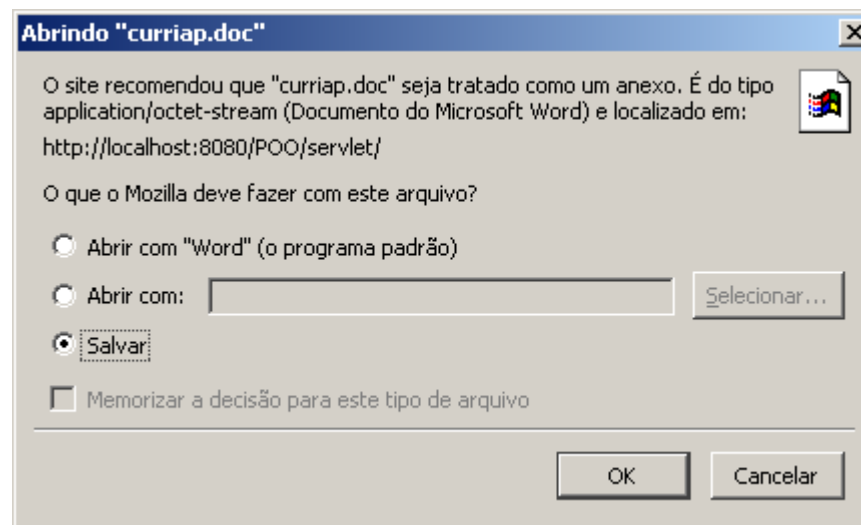 Abrindo "curriap.doc"
O site recomendou que "curriap.doc" seja tratado como um anexo. É do tipo
application/octet-stream (Documento do Microsoft Word) e localizado em:
http://localhost:8080/POO/servlet/
O que o Mozilla deve fazer com este arquivo?
Abrir com "Word" (o programa padrão)
Abrir com: Selecionar...
Salvar
Memorizar a decisão para este tipo de arquivo
OK Cancelar